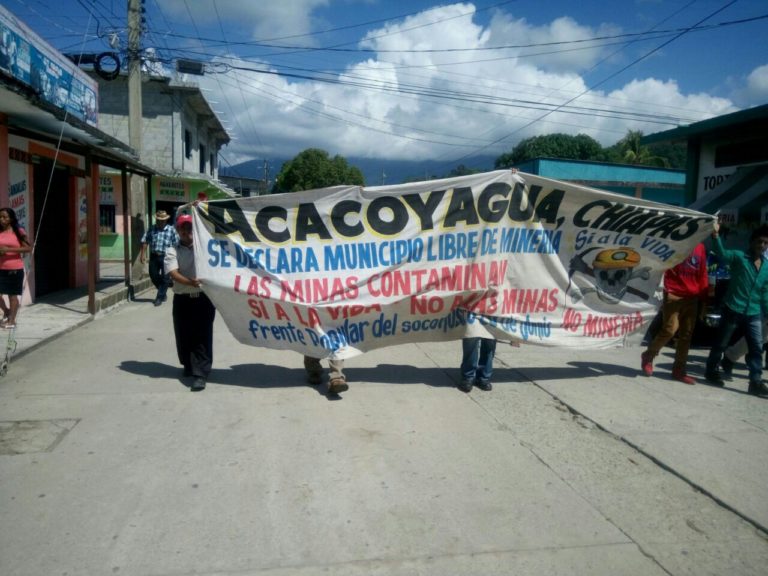 ACACOYAGUA, CHIAPAS
SE DECLARA MUNICIPIO LIBRE DE MINERIA
LAS MINAS CONTAMINAN
SI A LA VIDA NO A LAS MINAS
frente popular del soconusco
Si a la VIDA
NO MINERIA
TORT